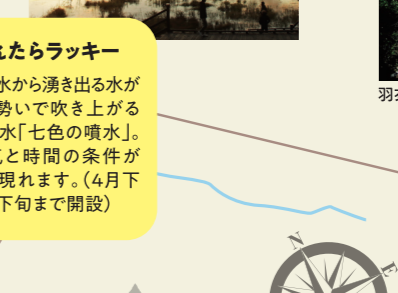 れたらラッキー
水から湧き出る水が
勢いで吹き上がる
水「七色の噴水」。
と時間の条件が
現れます。（4月下
下旬まで開設）
羽
N
E